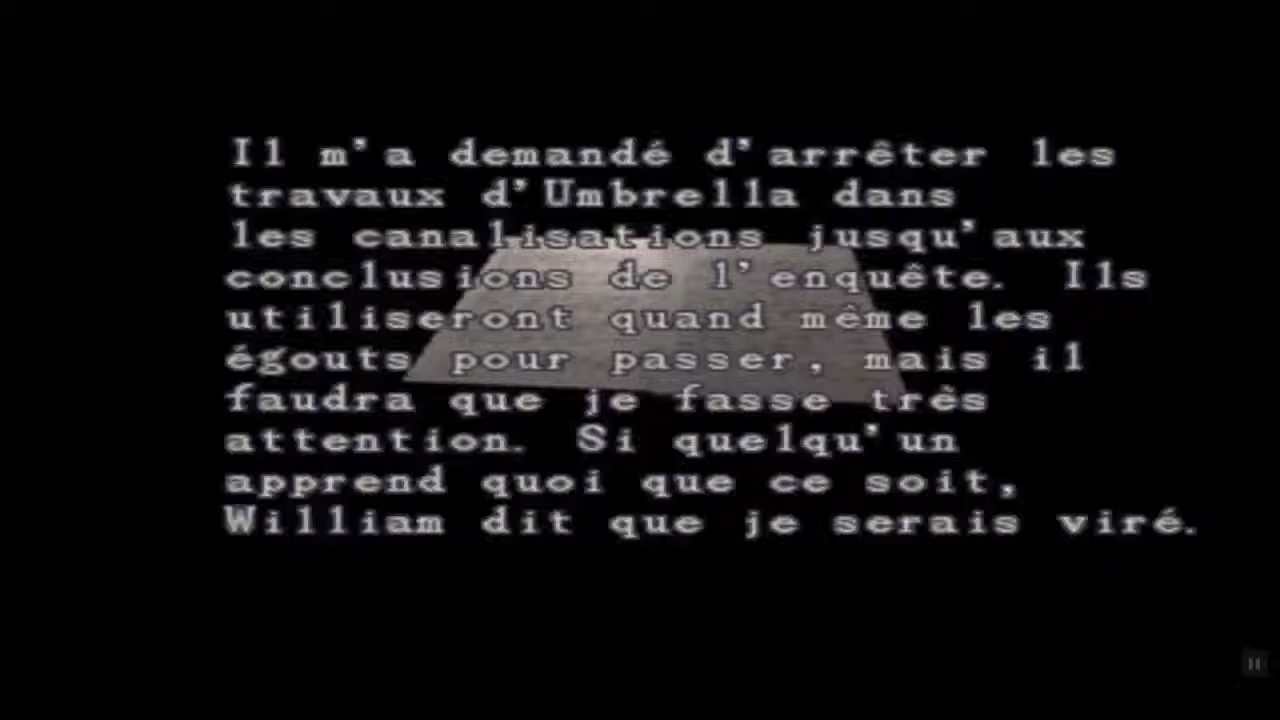 Il m'a demandé d'arrêter les
travaux d'Umbrella dans
les canalisations jusqu'aux
conclusions de l'enquête. Ils
utiliseront quand même les
égouts pour passer, mais il
faudra que je fasse très
attention. Si quelqu'un
apprend quoi que ce soit,
William dit que je serais viré.